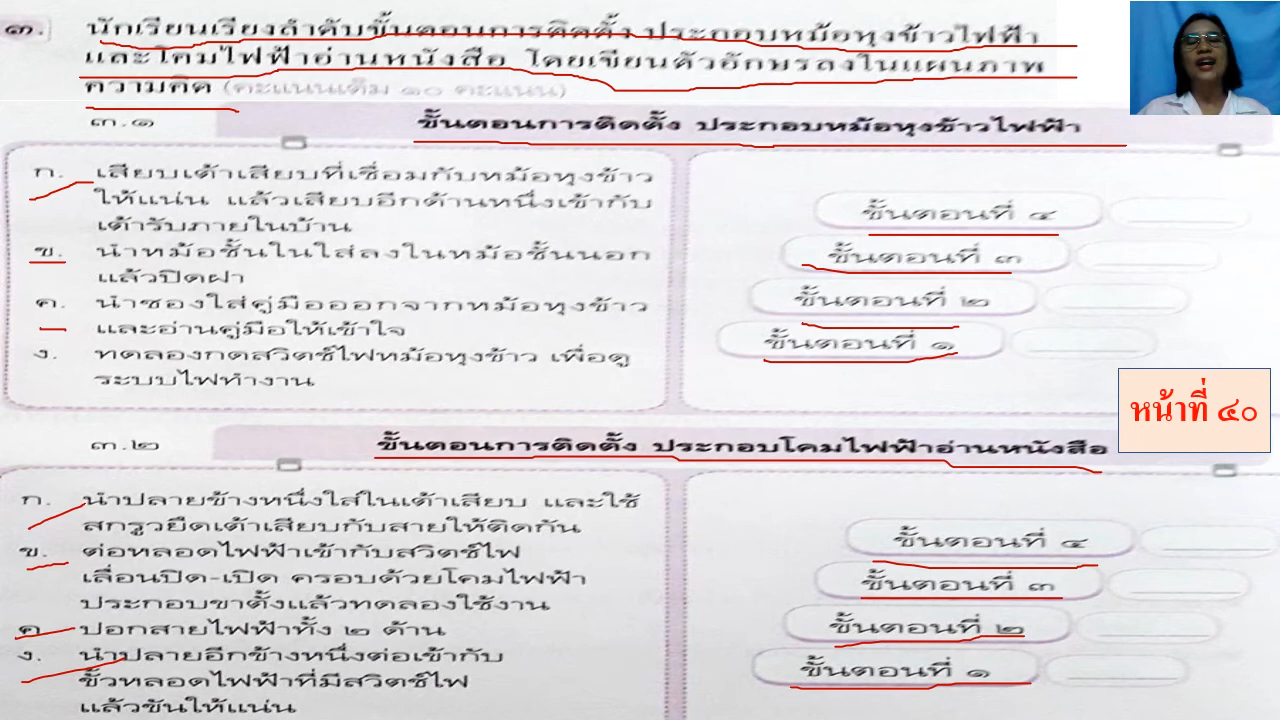 ๓. นักเรียนเรียงลำดับขั้นตอนการติดตั้ง ประกอบหม้อหุงข้าวไฟฟ้า
และโคมไฟฟ้าอ่านหนังสือ โดยเขียนตัวอักษรลงในแผนภาพ
ความคิด (คะแนนเต็ม ๑๐ คะแนน)
๓.๑ ขั้นตอนการติดตั้ง ประกอบหม้อหุงข้าวไฟฟ้า
ก. เสียบเต้าเสียบที่เชื่อมกับหม้อหุงข้าว
ให้แน่น แล้วเสียบอีกด้านหนึ่งเข้ากับ
เต้ารับภายในบ้าน
ข. นำหม้อชั้นในใส่ลงในหม้อชั้นนอก
แล้วปิดฝา
ค. นำซองใส่คู่มือออกจากหม้อหุงข้าว
และอ่านคู่มือให้เข้าใจ
ง. ทดลองกดสวิตช์ไฟหม้อหุงข้าว เพื่อดู
ระบบไฟทำงาน
ขั้นตอนที่ ๔
ขั้นตอนที่ ๓
ขั้นตอนที่ ๒
ขั้นตอนที่ ๑
หน้าที่ ๔๐
๓.๒ ขั้นตอนการติดตั้ง ประกอบโคมไฟฟ้าอ่านหนังสือ
ก. นำปลายข้างหนึ่งใส่ในเต้าเสียบ และใช้
สกรูวยึดเต้าเสียบกับสายให้ติดกัน
ข. ต่อหลอดไฟฟ้าเข้ากับสวิตช์ไฟ
เลื่อนปิด-เปิด ครอบด้วยโคมไฟฟ้า
ประกอบขาตั้งแล้วทดลองใช้งาน
ค ปอกสายไฟฟ้าทั้ง ๒ ด้าน
ง. นำปลายอีกข้างหนึ่งต่อเข้ากับ
ขั้วหลอดไฟฟ้าที่มีสวิตช์ไฟ
แล้วขันให้แน่น
ขั้นตอนที่ ๔
ขั้นตอนที่ ๓
ขั้นตอนที่ ๒
ขั้นตอนที่ ๑